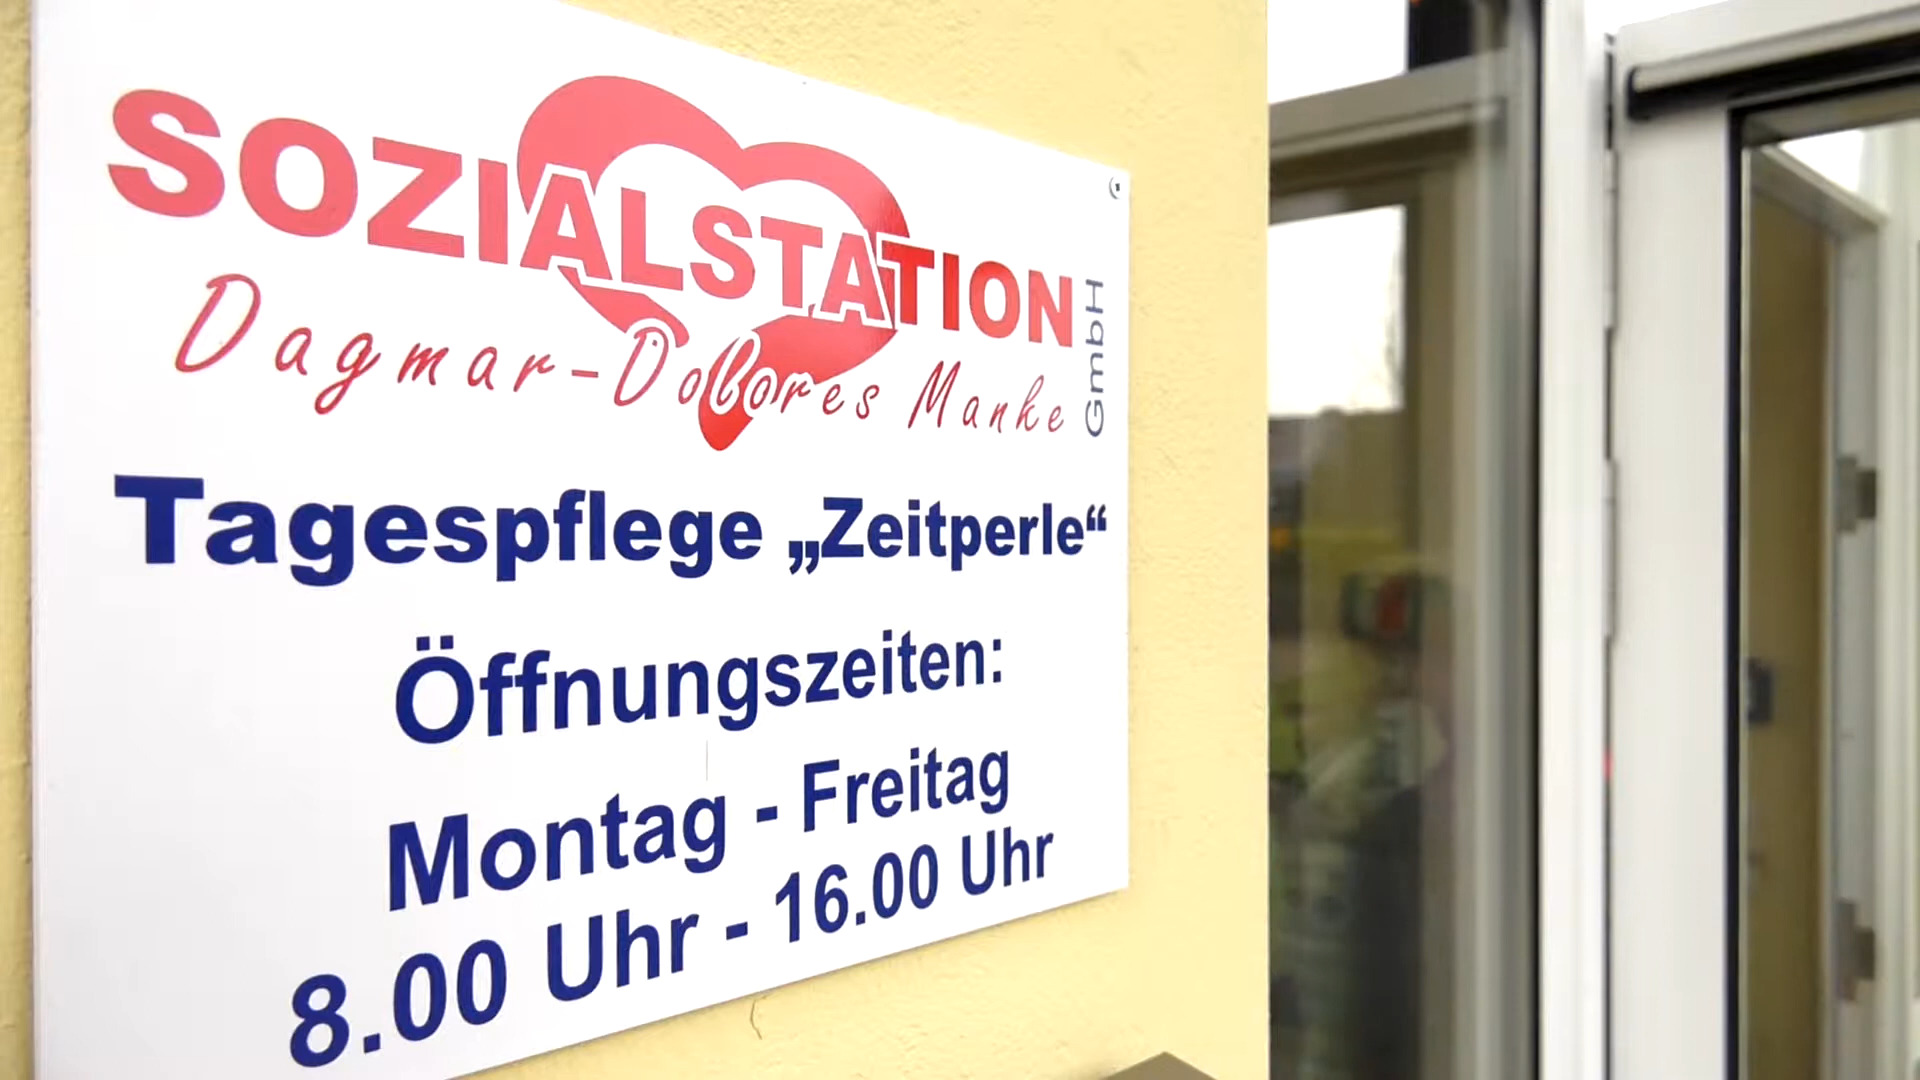 SOZIALSTATION
Dagmar-Dolores Manke
GmbH
Tagespflege „Zeitperle“
Öffnungszeiten:
Montag - Freitag
8.00 Uhr - 16.00 Uhr